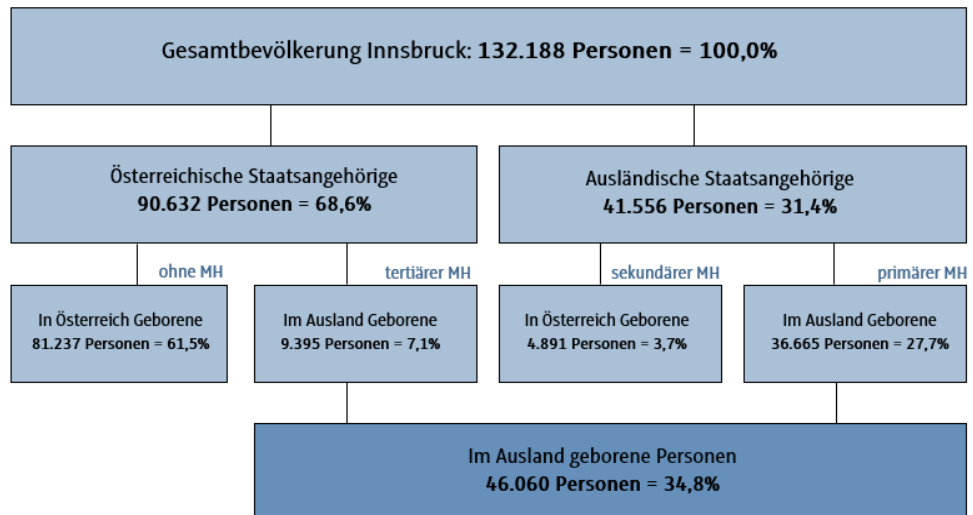 Gesamtbevölkerung Innsbruck: 132.188 Personen = 100,0%
Österreichische Staatsangehörige
90.632 Personen = 68,6%
Ausländische Staatsangehörige
41.556 Personen = 31,4%
ohne MH
tertiärer MH
sekundärer MH
primärer MH
In Österreich Geborene
81.237 Personen = 61,5%
Im Ausland Geborene
9.395 Personen = 7,1%
In Österreich Geborene
4.891 Personen = 3,7%
Im Ausland Geborene
36.665 Personen = 27,7%
Im Ausland geborene Personen
46.060 Personen = 34,8%